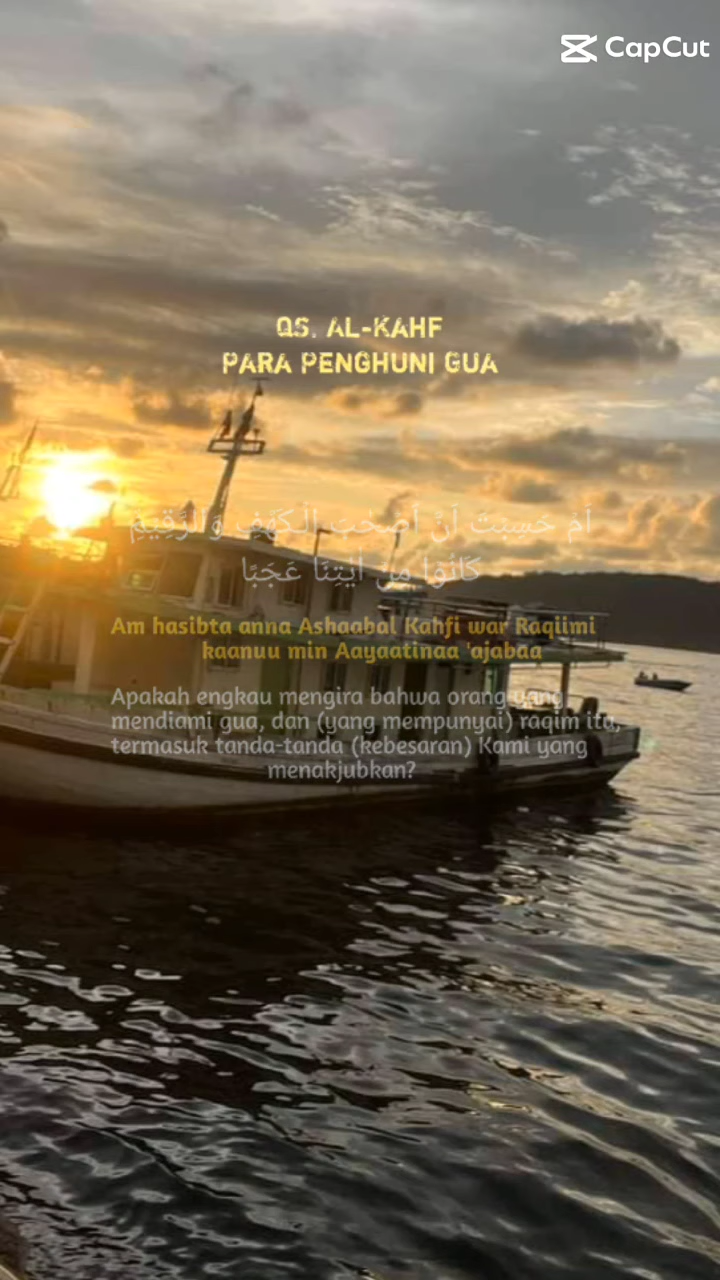 CapCut
QS. AL-KAHF
PARA PENGHUNI GUA
اَمْ حَسِبْتَ اَنَّ اَصْحٰبَ الْكَهْفِ وَالرَّقِيْمِ
كَانُوْا مِنْ اٰيٰتِنَا عَجَبًا
Am hasibta anna Ashaabal Kahfi war Raqiimi
kaanuu min Aayaatinaa 'ajabaa
Apakah engkau mengira bahwa orang yang
mendiami gua, dan (yang mempunyai) raqim itu,
termasuk tanda-tanda (kebesaran) Kami yang
menakjubkan?